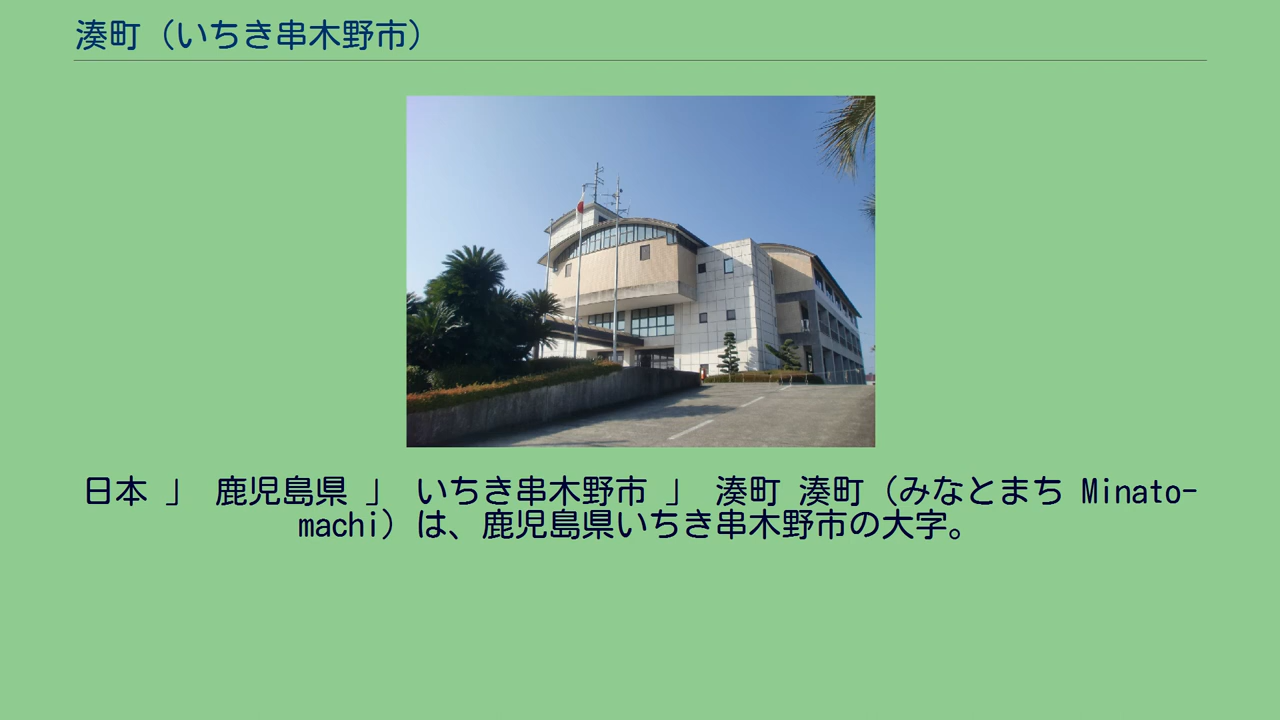 湊町（いちき串木野市）
日本 」 鹿児島県 」 いちき串木野市 」 湊町 湊町（みなとまち Minato-
machi）は、鹿児島県いちき串木野市の大字。